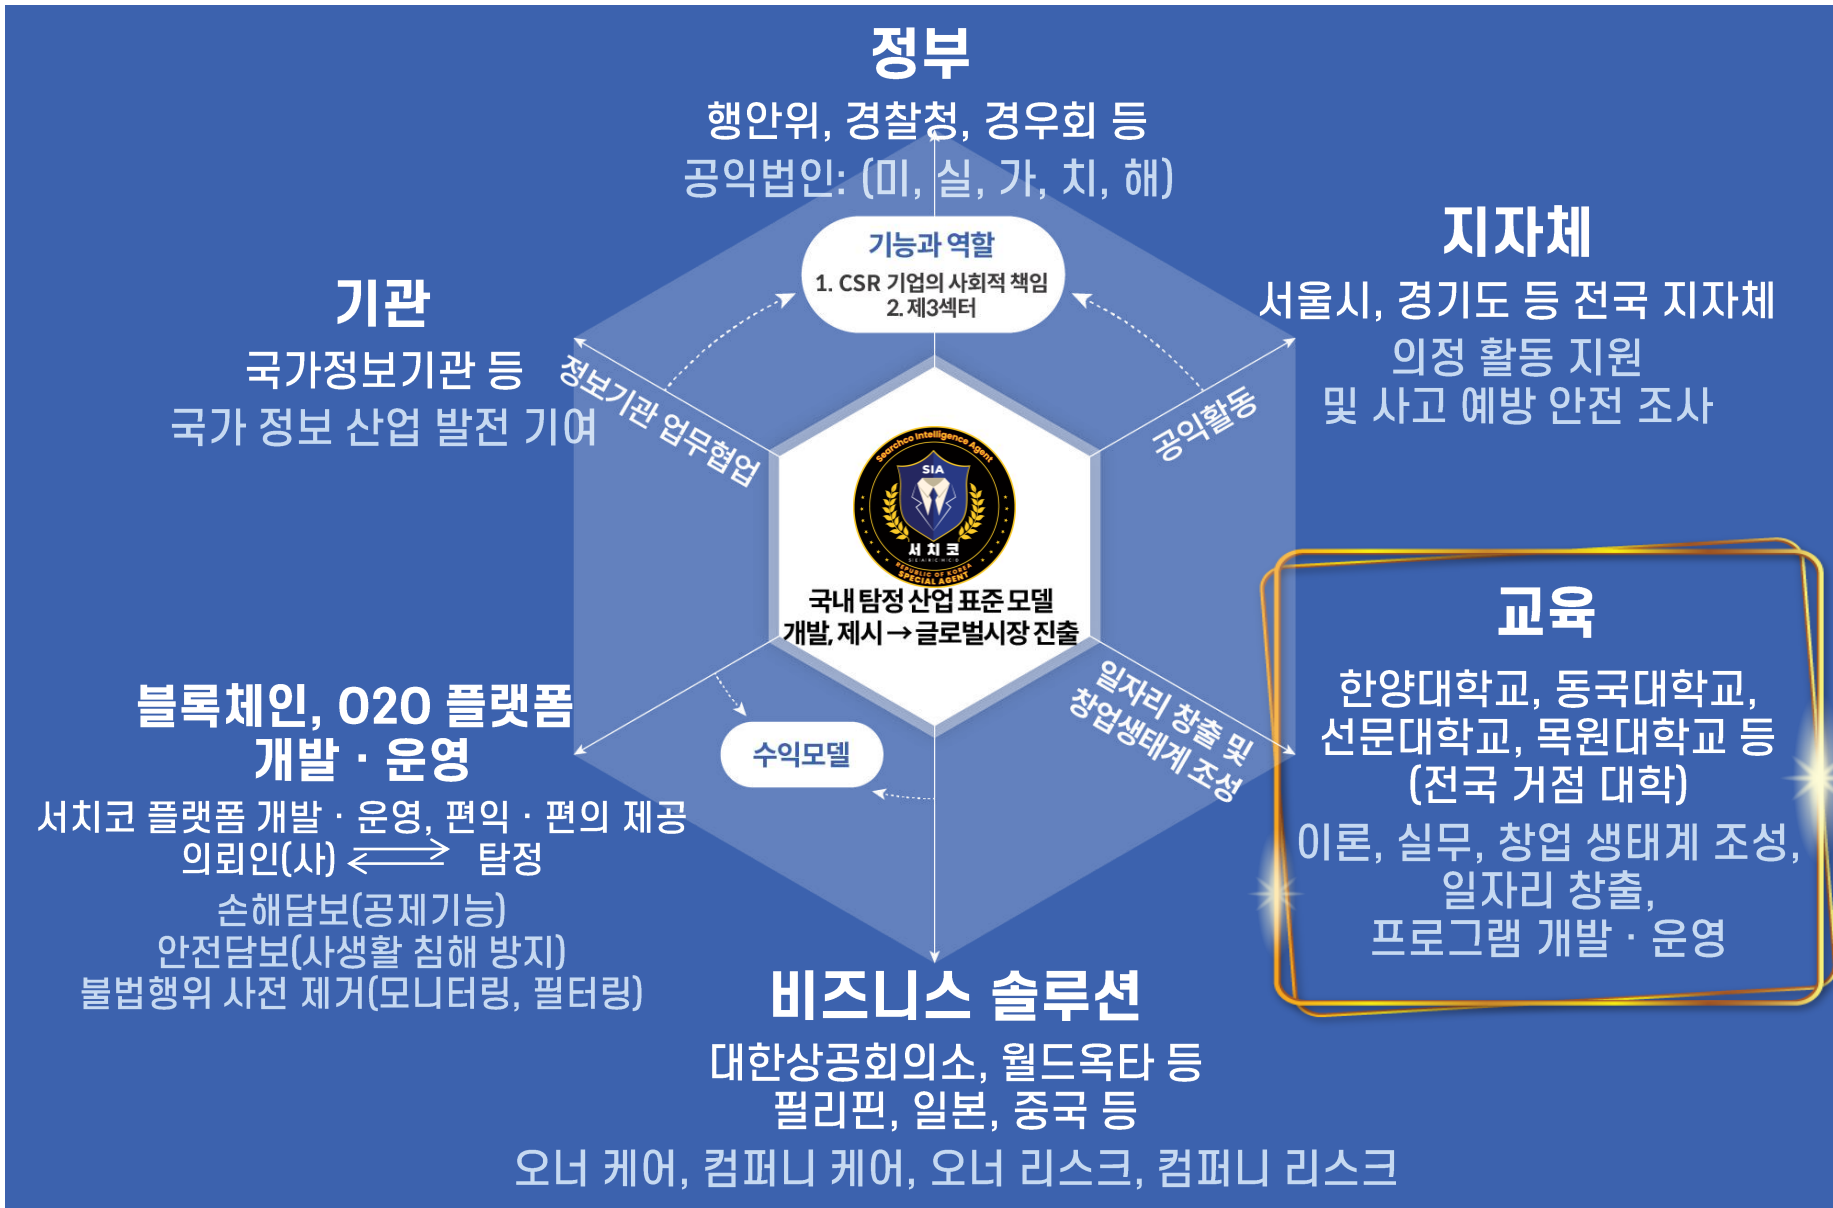 정부
행안위, 경찰청, 경우회 등
공익법인: (미, 실, 가, 치, 해)
기능과 역할
1. CSR 기업의 사회적 책임
2. 제3섹터
지자체
서울시, 경기도 등 전국 지자체
의정 활동 지원
및 사고 예방 안전 조사
기관
국가정보기관 등
국가 정보 산업 발전 기여
정보기관 업무협업
공익활동
Searchco Intelligence Agent
SIA
서치코
SEARCHCO
REPUBLIC OF KOREA
SPECIAL AGENT
국내 탐정 산업 표준 모델
개발, 제시 → 글로벌시장 진출
교육
한양대학교, 동국대학교,
선문대학교, 목원대학교 등
(전국 거점 대학)
이론, 실무, 창업 생태계 조성,
일자리 창출,
프로그램 개발 · 운영
일자리 창출 및
창업생태계 조성
블록체인, O2O 플랫폼
개발 · 운영
서치코 플랫폼 개발 · 운영, 편익 · 편의 제공
의뢰인(사) ⇄ 탐정
손해담보(공제기능)
안전담보(사생활 침해 방지)
불법행위 사전 제거(모니터링, 필터링)
수익모델
비즈니스 솔루션
대한상공회의소, 월드옥타 등
필리핀, 일본, 중국 등
오너 케어, 컴퍼니 케어, 오너 리스크, 컴퍼니 리스크